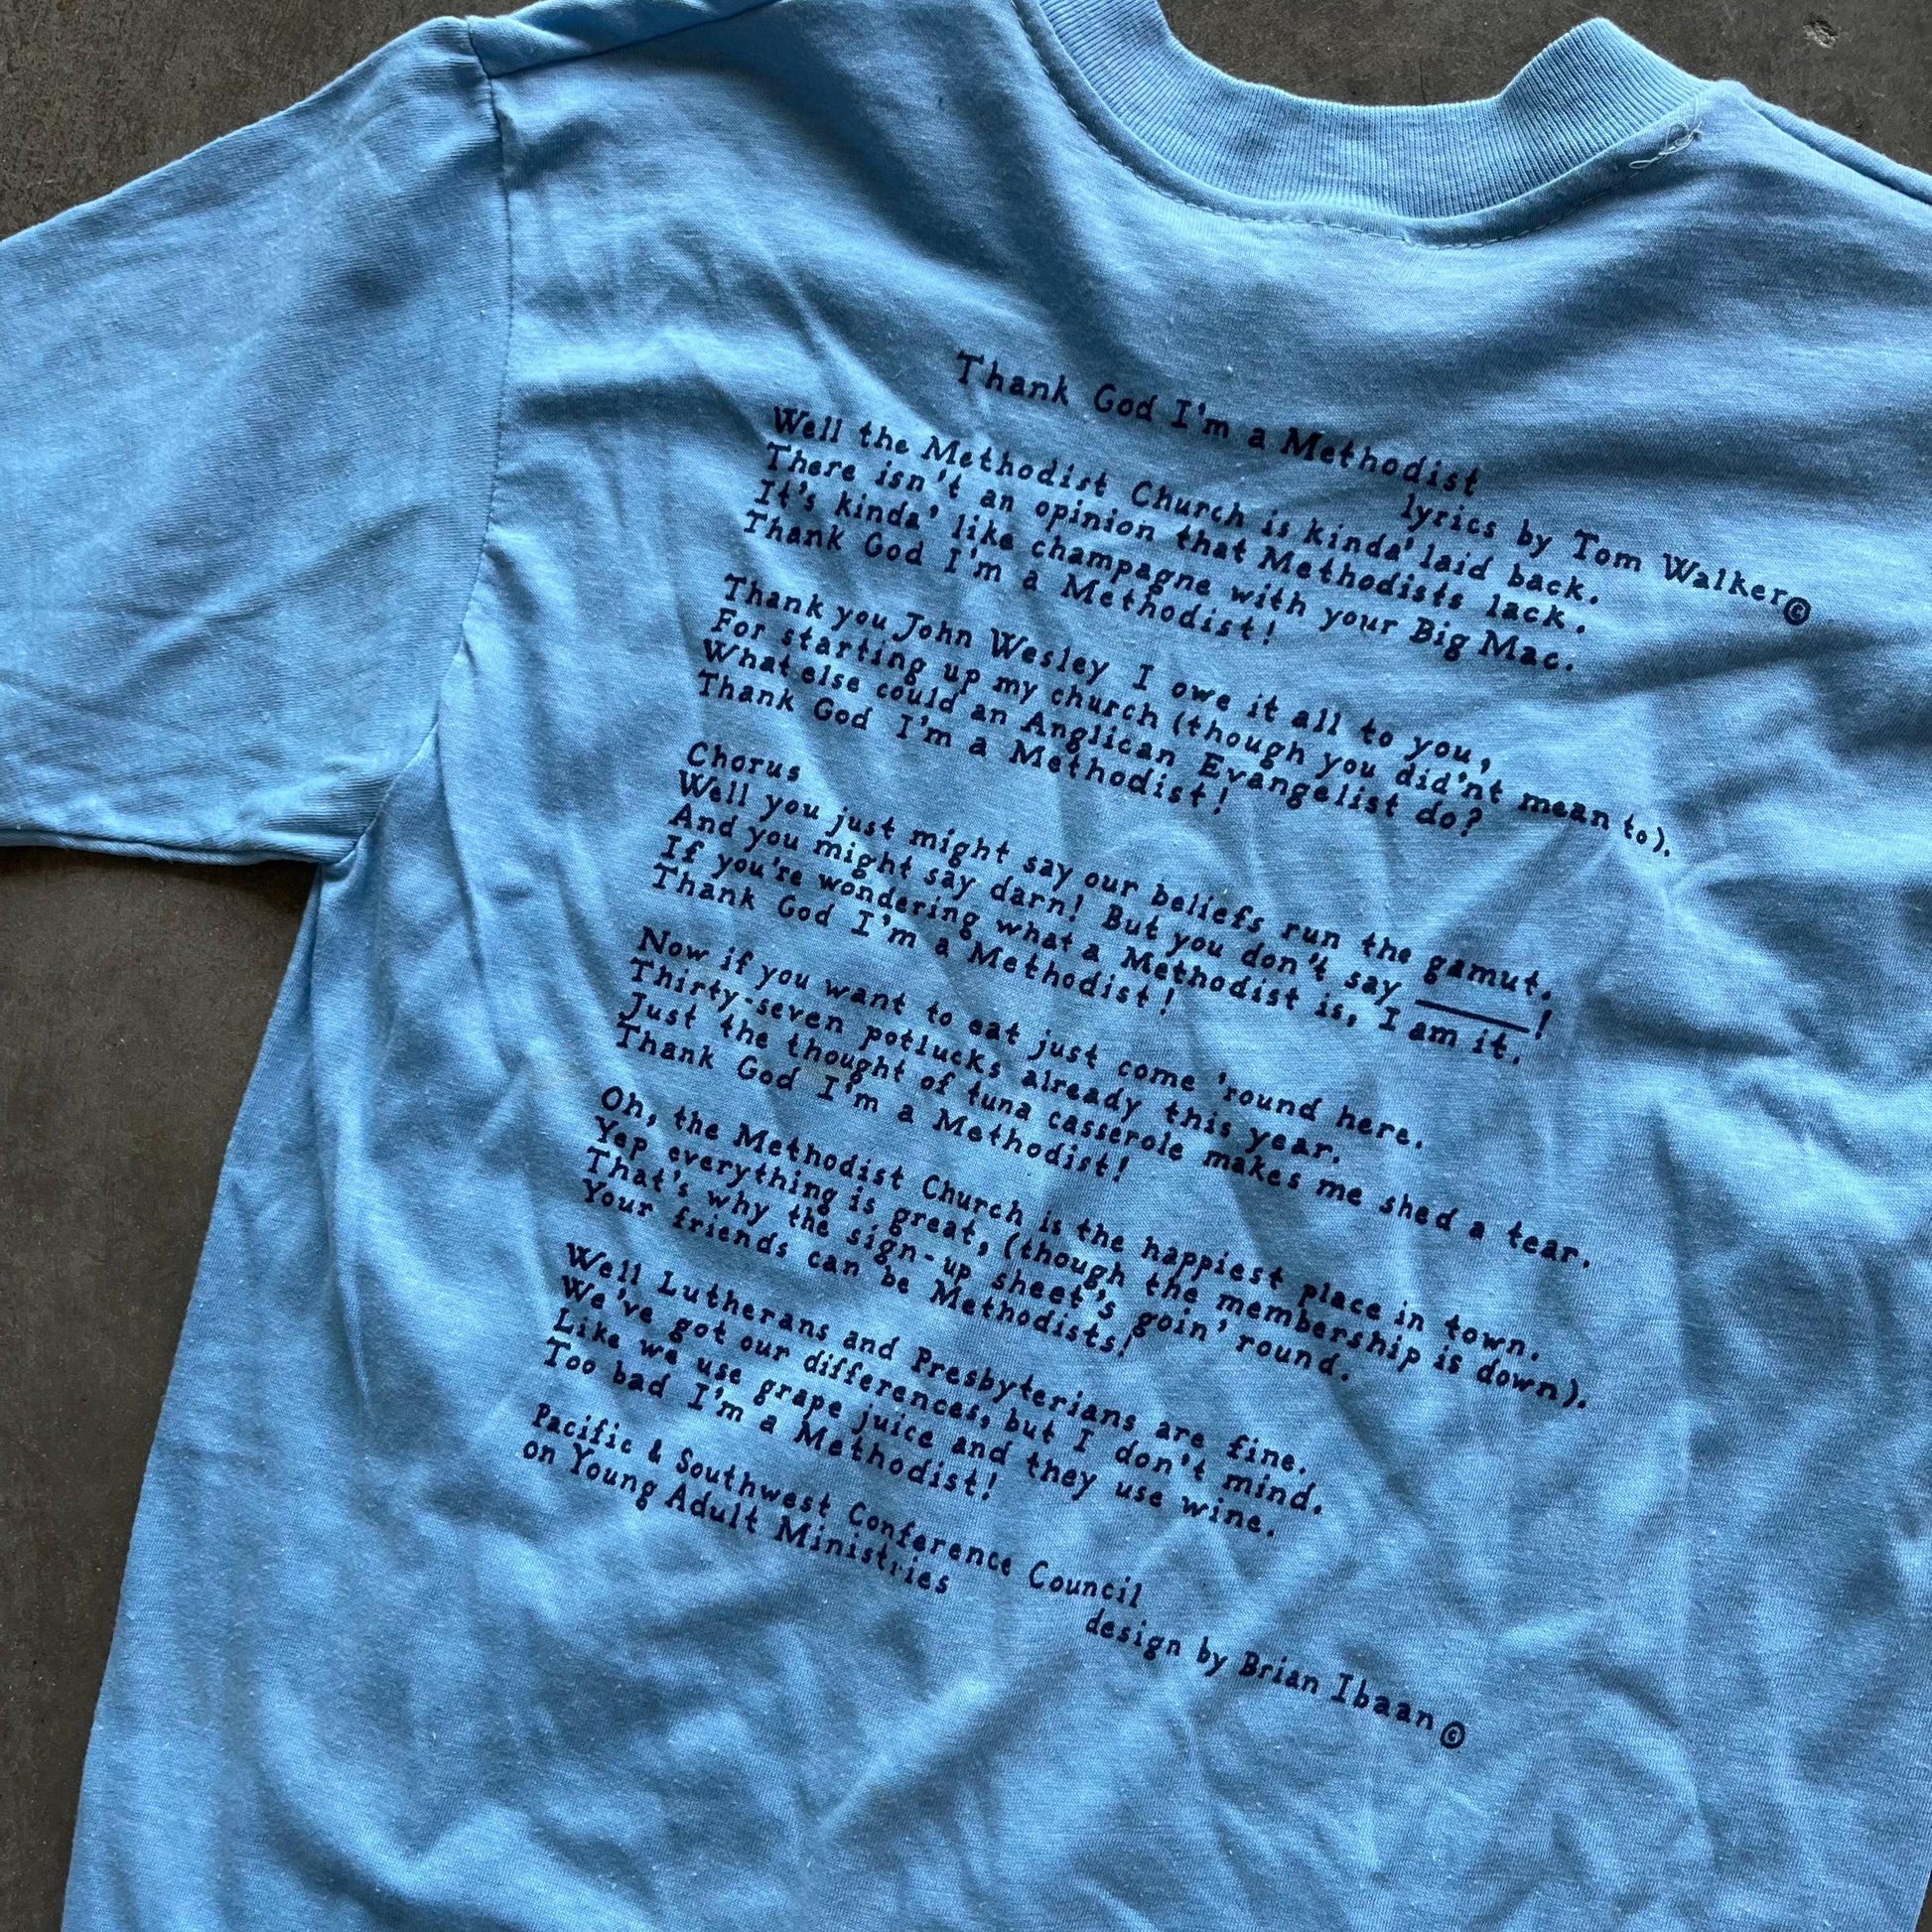 Thank God I'm a Methodist
lyrics by Tom Walker©
Well the Methodist Church is kinda' laid back.
There isn't an opinion that Methodists lack.
It's kinda' like champagne with your Big Mac.
Thank God I'm a Methodist!
Thank you John Wesley I owe it all to you,
For starting up my church (though you did'nt mean to).
What else could an Anglican Evangelist do?
Thank God I'm a Methodist!
Chorus
Well you just might say our beliefs run the gamut.
And you might say darn! But you don't say ______!
If you're wondering what a Methodist is, I am it.
Thank God I'm a Methodist!
Now if you want to eat just come 'round here.
Thirty-seven potlucks already this year.
Just the thought of tuna casserole makes me shed a tear.
Thank God I'm a Methodist!
Oh, the Methodist Church is the happiest place in town.
Yep everything is great, (though the membership is down).
That's why the sign-up sheet's goin' round.
Your friends can be Methodists!
Well Lutherans and Presbyterians are fine.
We've got our differences, but I don't mind.
Like we use grape juice and they use wine.
Too bad I'm a Methodist!
Pacific & Southwest Conference Council
on Young Adult Ministries
design by Brian Ibaan©